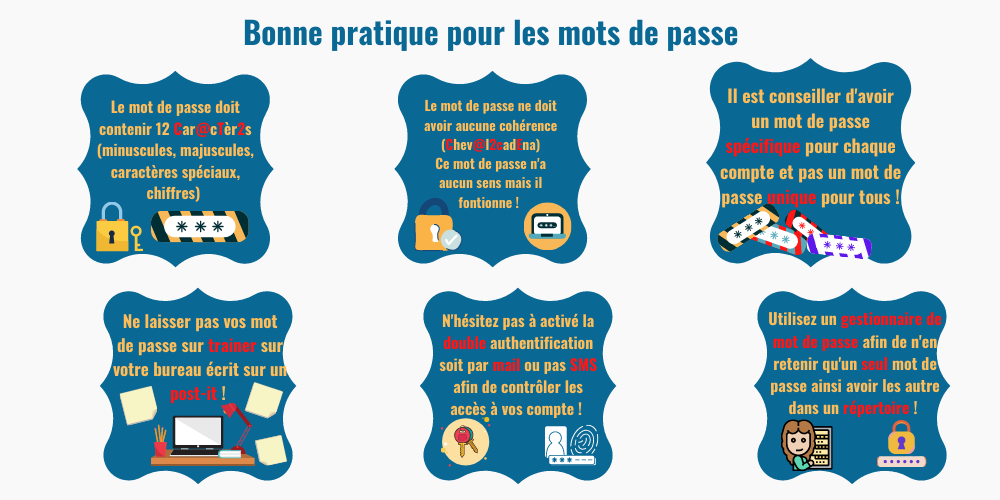 Bonne pratique pour les mots de passe
Le mot de passe doit
contenir 12 Car@cTèr2s
(minuscules, majuscules,
caractères spéciaux,
chiffres)
Le mot de passe ne doit
avoir aucune cohérence
(Chev@l2eadLna)
Ce mot de passe n'a
aucun sens mais il
fontionne !
Il est conseiller d'avoir
un mot de passe
spécifique pour chaque
compte et pas un mot de
passe unique pour tous !
Ne laisser pas vos mot
de passe sur trainer sur
votre bureau écrit sur un
post-it !
N'hésitez pas à activé la
double authentification
soit par mail ou pas SMS
afin de contrôler les
accès à vos compte !
Utilisez un gestionnaire de
mot de passe afin de n'en
retenir qu'un seul mot de
passe ainsi avoir les autre
dans un répertoire !